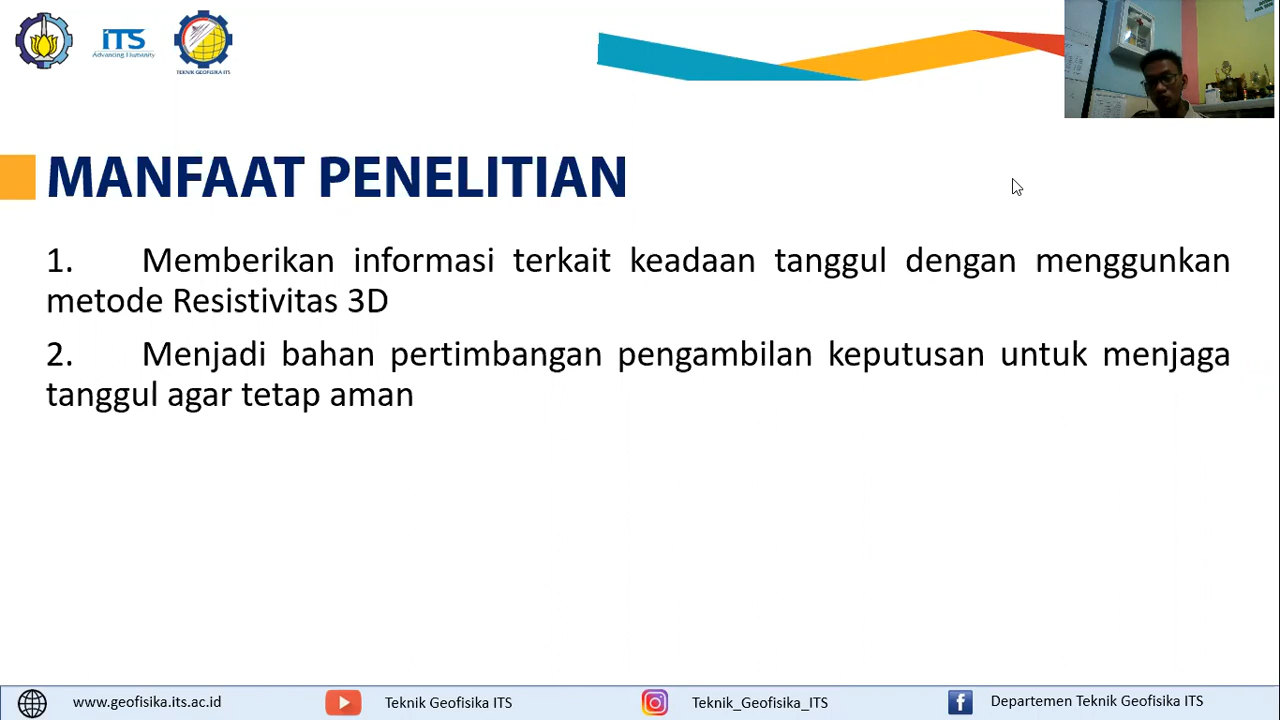 iTS
Advancing Humanity
TEKNIK GEOFISIKA ITS
MANFAAT PENELITIAN
1. Memberikan informasi terkait keadaan tanggul dengan menggunkan
metode Resistivitas 3D
2. Menjadi bahan pertimbangan pengambilan keputusan untuk menjaga
tanggul agar tetap aman
www.geofisika.its.ac.id
Teknik Geofisika ITS
Teknik_Geofisika_ITS
Departemen Teknik Geofisika ITS